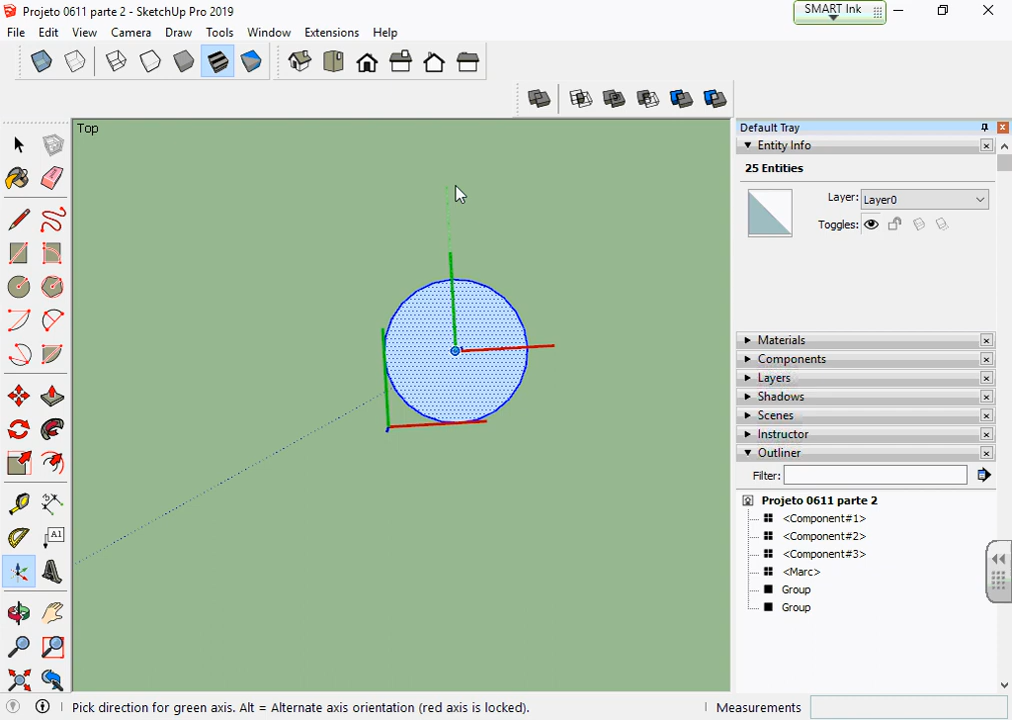 Projeto 0611 parte 2 - SketchUp Pro 2019
SMART Ink
File Edit View Camera Draw Tools Window Extensions Help
Top
Default Tray
Entity Info
25 Entities
Layer: Layer0
Toggles:
Materials
Components
Layers
Shadows
Scenes
Instructor
Outliner
Filter:
Projeto 0611 parte 2
<Component#1>
<Component#2>
<Component#3>
<Marc>
Group
Group
A1
Pick direction for green axis. Alt = Alternate axis orientation (red axis is locked).
Measurements